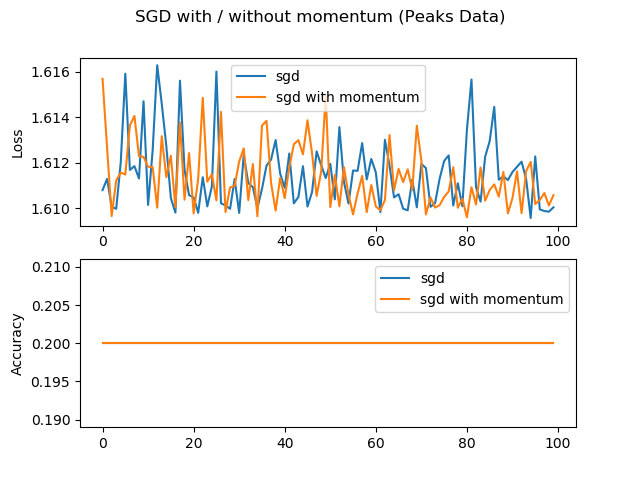 SGD with / without momentum (Peaks Data)
1.616
1.614
1.612
1.610
Loss
sgd
sgd with momentum
0 20 40 60 80 100
0.210
0.205
0.200
0.195
0.190
Accuracy
sgd
sgd with momentum
0 20 40 60 80 100